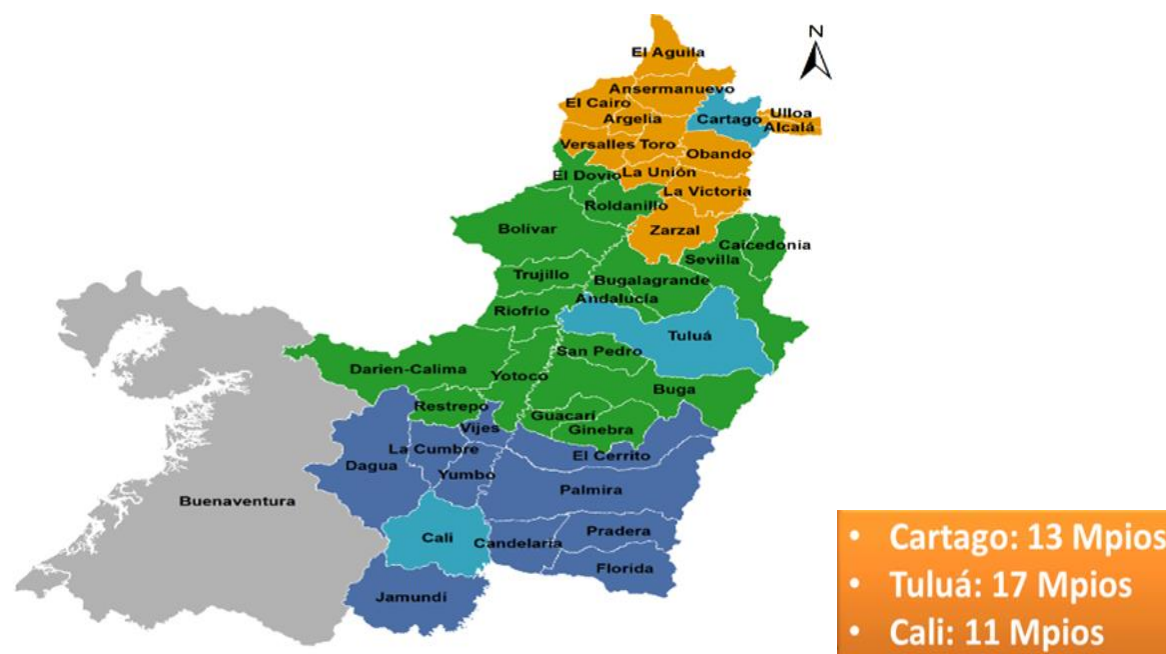 N
El Aguila
Ansermanuevo
El Cairo
Argelia
Cartago
Ulloa
Alcalá
Versalles
Toro
Obando
La Unión
El Dovio
La Victoria
Roldanillo
Bolívar
Zarzal
Caicedonia
Sevilla
Trujillo
Bugalagrande
Andalucía
Riofrío
Tuluá
San Pedro
Darien-Calima
Yotoco
Buga
Restrepo
Guacari
Ginebra
Vijes
La Cumbre
El Cerrito
Dagua
Yumbo
Palmira
Buenaventura
Cali
Candelaria
Pradera
Florida
Jamundi
• Cartago: 13 Mpios
• Tuluá: 17 Mpios
• Cali: 11 Mpios